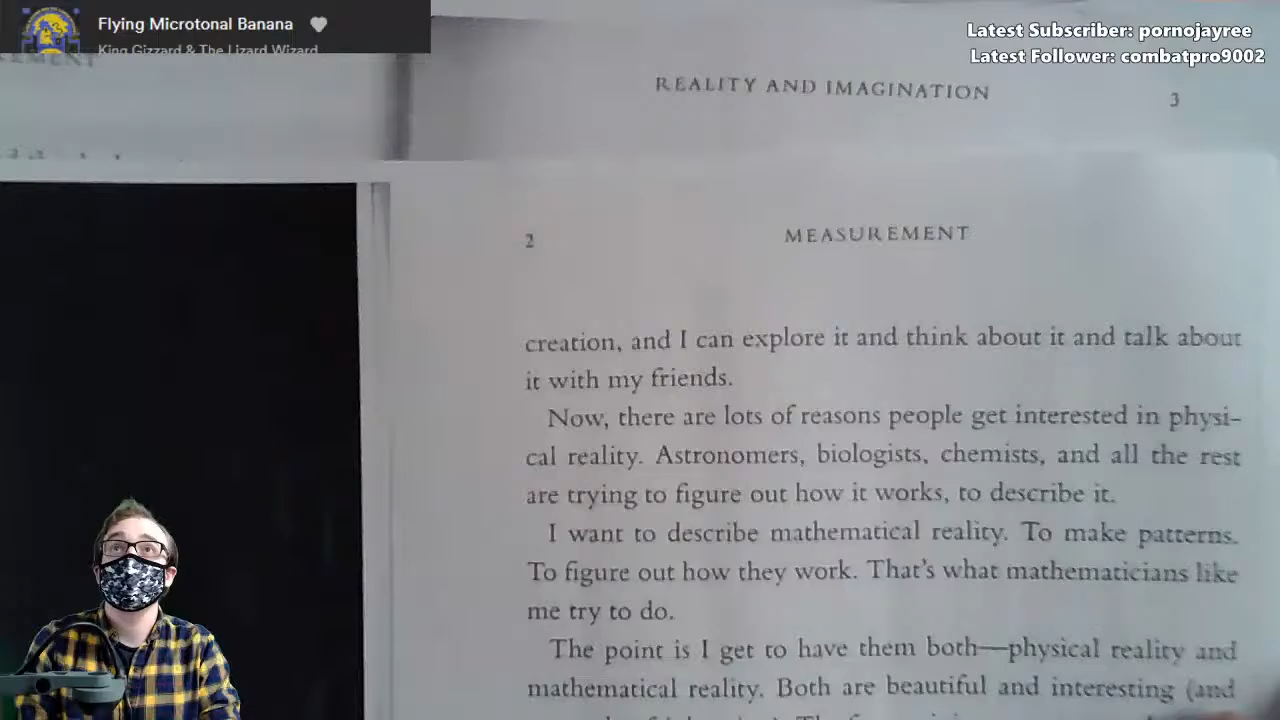 Flying Microtonal Banana
King Gizzard & The Lizard Wizard
Latest Subscriber: pornojayree
Latest Follower: combatpro9002
REALITY AND IMAGINATION 3
2 MEASUREMENT
creation, and I can explore it and think about it and talk about
it with my friends.
Now, there are lots of reasons people get interested in physi-
cal reality. Astronomers, biologists, chemists, and all the rest
are trying to figure out how it works, to describe it.
I want to describe mathematical reality. To make patterns.
To figure out how they work. That's what mathematicians like
me try to do.
The point is I get to have them both—physical reality and
mathematical reality. Both are beautiful and interesting (and